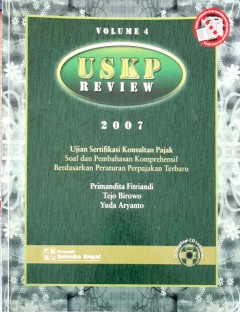 VOLUME 4
USKP
REVIEW
2007
Ujian Sertifikasi Konsultan Pajak
Soal dan Pembahasan Komprehensif
Berdasarkan Peraturan Perpajakan Terbaru
Primandita Fitriandi
Tejo Birowo
Yuda Aryanto
Penerbit
Salemba Empat